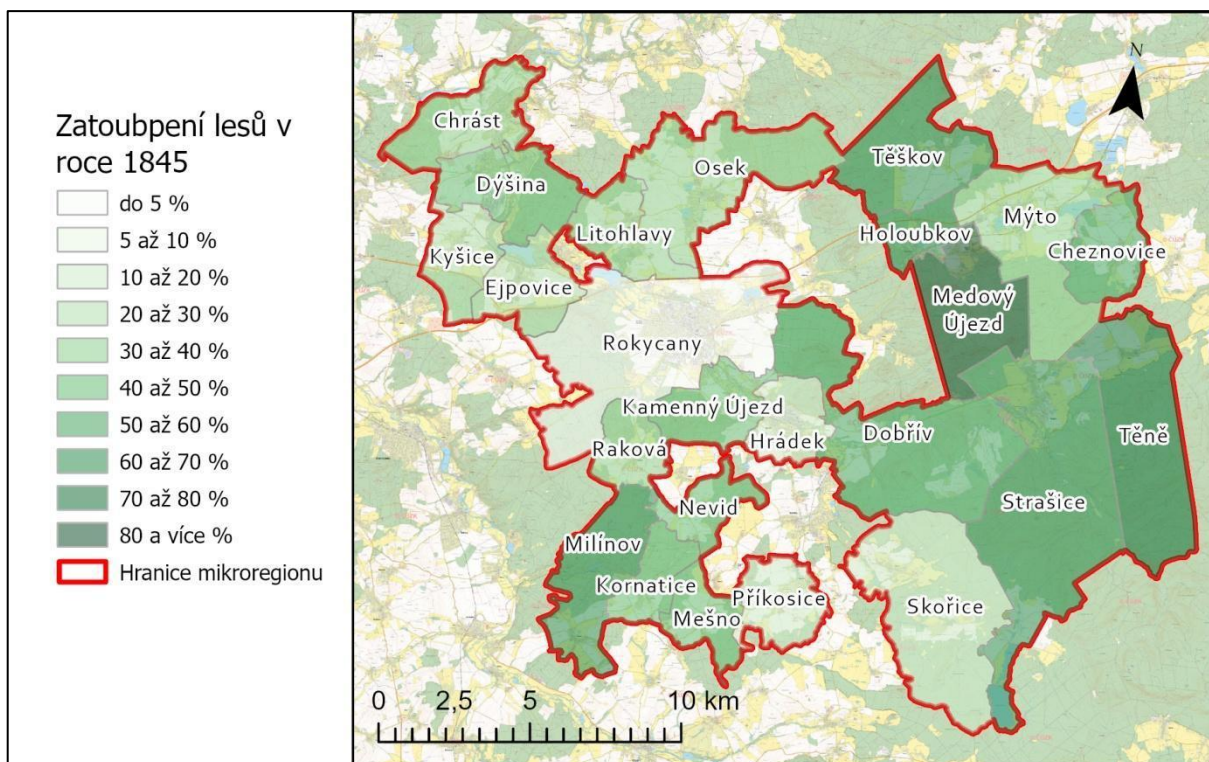 Zatoubpení lesů v
roce 1845
do 5 %
5 až 10 %
10 až 20 %
20 až 30 %
30 až 40 %
40 až 50 %
50 až 60 %
60 až 70 %
70 až 80 %
80 a více %
Hranice mikroregionu
N
Chrást
Osek
Těškov
Dýšina
Mýto
Litohlavy
Holoubkov
Kyšice
Cheznovice
Ejpovice
Medový
Újezd
Rokycany
Kamenný Újezd
Dobřív
Těně
Hrádek
Raková
Nevid
Strašice
Milínov
Kornatice
Příkosice
Skořice
Mešno
0 2,5 5 10 km